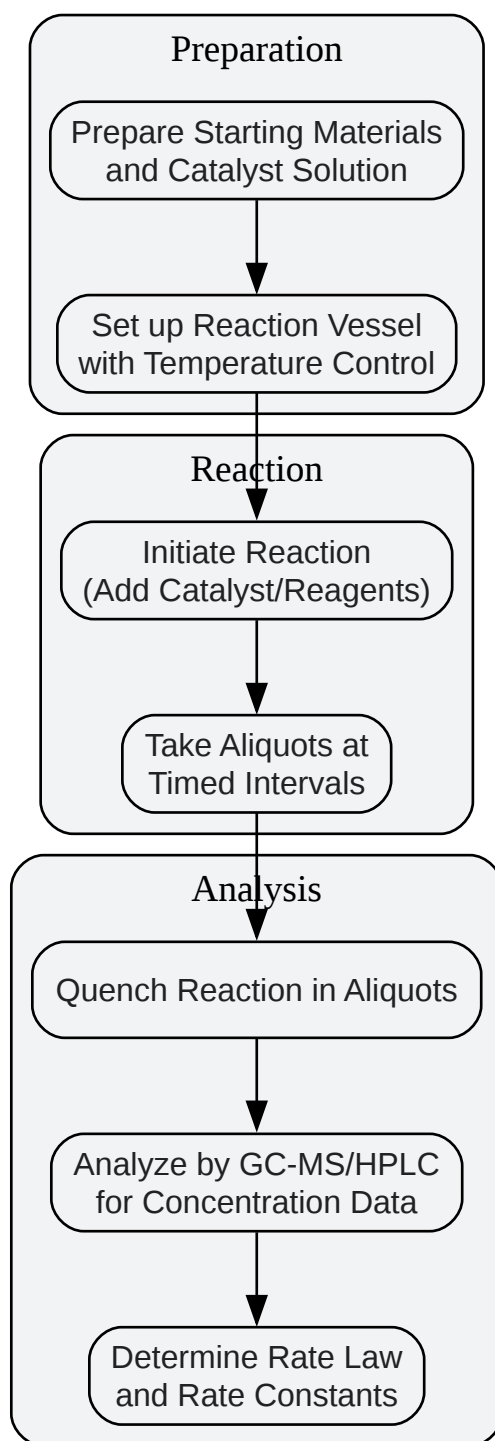 Preparation
Prepare Starting Materials
and Catalyst Solution
Set up Reaction Vessel
with Temperature Control
Reaction
Initiate Reaction
(Add Catalyst/Reagents)
Take Aliquots at
Timed Intervals
Analysis
Quench Reaction in Aliquots
Analyze by GC-MS/HPLC
for Concentration Data
Determine Rate Law
and Rate Constants